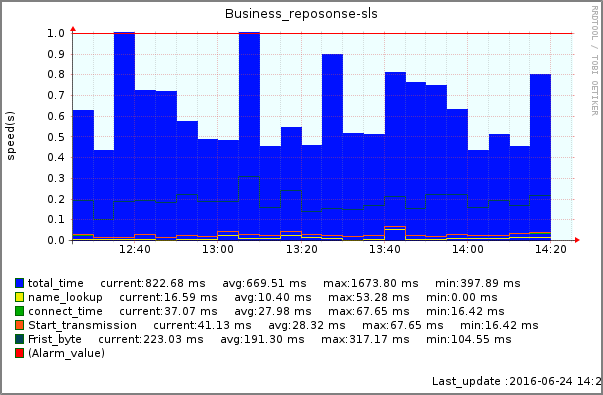 Business_reposonse-sls
RRDTOOL / TOBI OETIKER
speed(s)
1.0
0.9
0.8
0.7
0.6
0.5
0.4
0.3
0.2
0.1
0.0
12:40 13:00 13:20 13:40 14:00 14:20
total_time current:822.68 ms avg:669.51 ms max:1673.80 ms min:397.89 ms
name_lookup current:16.59 ms avg:10.40 ms max:53.28 ms min:0.00 ms
connect_time current:37.07 ms avg:27.98 ms max:67.65 ms min:16.42 ms
Start_transmission current:41.13 ms avg:28.32 ms max:67.65 ms min:16.42 ms
Frist_byte current:223.03 ms avg:191.30 ms max:317.17 ms min:104.55 ms
(Alarm_value)
Last_update :2016-06-24 14:2